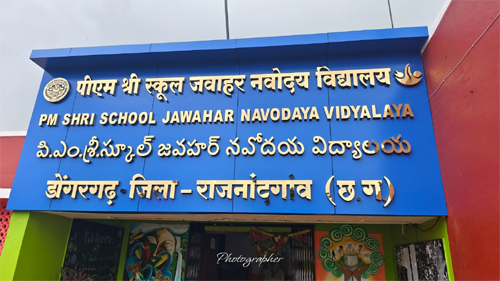 पीएम श्री स्कूल जवाहर नवोदय विद्यालय
PM SHRI SCHOOL JAWAHAR NAVODAYA VIDYALAYA
పి.ఎం.శ్రీ.స్కూల్ జవహర్ నవోదయ విద్యాలయ
डोंगरगढ़ - जिला - राजनांदगांव (छ.ग)
Photographer